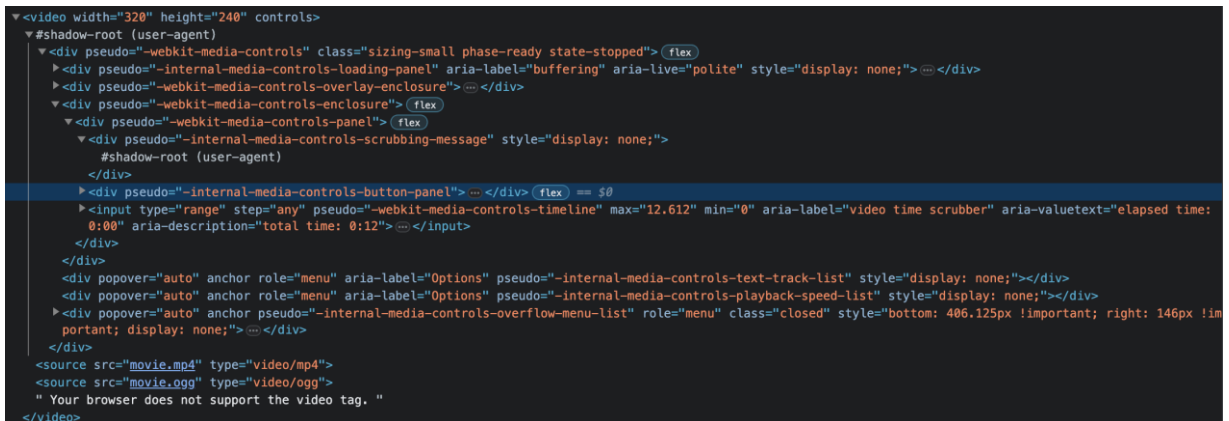 ▼<video width="320" height="240" controls>
▼#shadow-root (user-agent)
▼<div pseudo="-webkit-media-controls" class="sizing-small phase-ready state-stopped"> flex
▶<div pseudo="-internal-media-controls-loading-panel" aria-label="buffering" aria-live="polite" style="display: none;">…</div>
▶<div pseudo="-webkit-media-controls-overlay-enclosure">…</div>
▼<div pseudo="-webkit-media-controls-enclosure"> flex
▼<div pseudo="-webkit-media-controls-panel"> flex
▼<div pseudo="-internal-media-controls-scrubbing-message" style="display: none;">
#shadow-root (user-agent)
</div>
▶<div pseudo="-internal-media-controls-button-panel">…</div> flex == $0
▶<input type="range" step="any" pseudo="-webkit-media-controls-timeline" max="12.612" min="0" aria-label="video time scrubber" aria-valuetext="elapsed time:
0:00" aria-description="total time: 0:12">…</input>
</div>
</div>
<div popover="auto" anchor role="menu" aria-label="Options" pseudo="-internal-media-controls-text-track-list" style="display: none;"></div>
<div popover="auto" anchor role="menu" aria-label="Options" pseudo="-internal-media-controls-playback-speed-list" style="display: none;"></div>
▶<div popover="auto" anchor pseudo="-internal-media-controls-overflow-menu-list" role="menu" class="closed" style="bottom: 406.125px !important; right: 146px !im
portant; display: none;">…</div>
</div>
<source src="movie.mp4" type="video/mp4">
<source src="movie.ogg" type="video/ogg">
" Your browser does not support the video tag. "
</video>